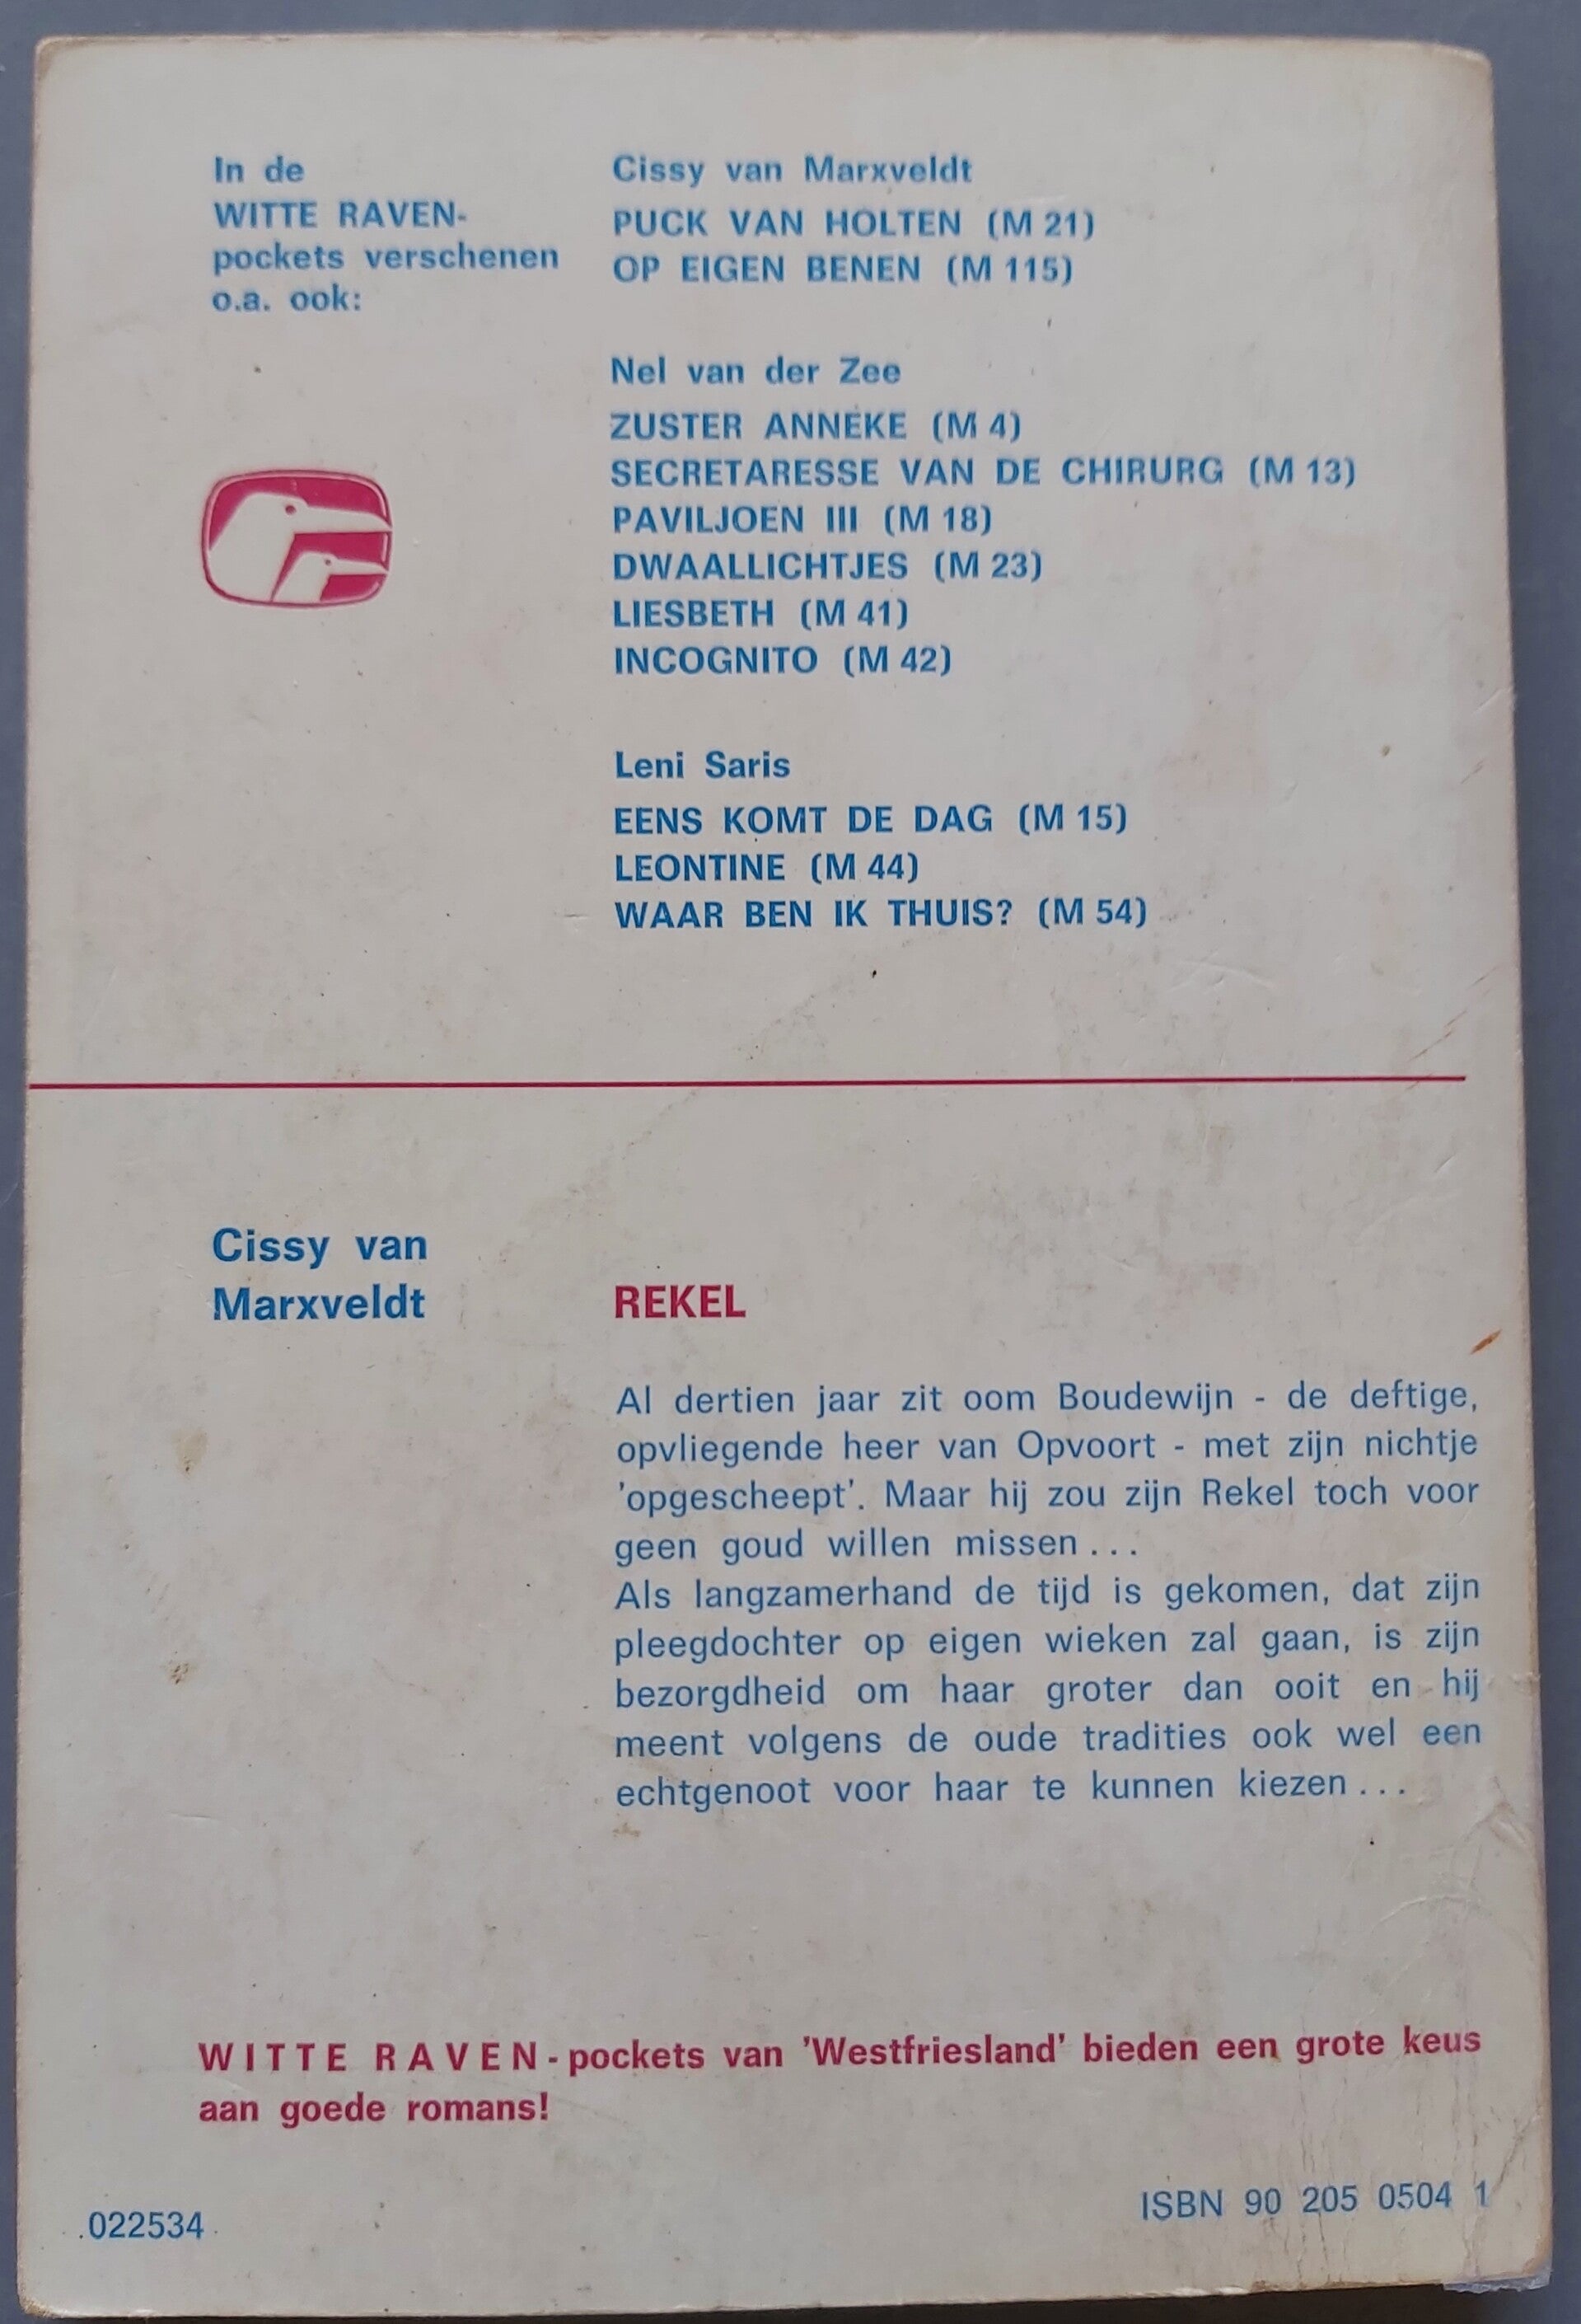 In de
WITTE RAVEN-
pockets verschenen
o.a. ook:
Cissy van Marxveldt
PUCK VAN HOLTEN (M 21)
OP EIGEN BENEN (M 115)
Nel van der Zee
ZUSTER ANNEKE (M 4)
SECRETARESSE VAN DE CHIRURG (M 13)
PAVILJOEN III (M 18)
DWAALLICHTJES (M 23)
LIESBETH (M 41)
INCOGNITO (M 42)
Leni Saris
EENS KOMT DE DAG (M 15)
LEONTINE (M 44)
WAAR BEN IK THUIS? (M 54)
Cissy van
Marxveldt
REKEL
Al dertien jaar zit oom Boudewijn - de deftige,
opvliegende heer van Opvoort - met zijn nichtje
'opgescheept'. Maar hij zou zijn Rekel toch voor
geen goud willen missen...
Als langzamerhand de tijd is gekomen, dat zijn
pleegdochter op eigen wieken zal gaan, is zijn
bezorgdheid om haar groter dan ooit en hij
meent volgens de oude tradities ook wel een
echtgenoot voor haar te kunnen kiezen...
WITTE RAVEN-pockets van 'Westfriesland' bieden een grote keus
aan goede romans!
022534
ISBN 90 205 0504 1